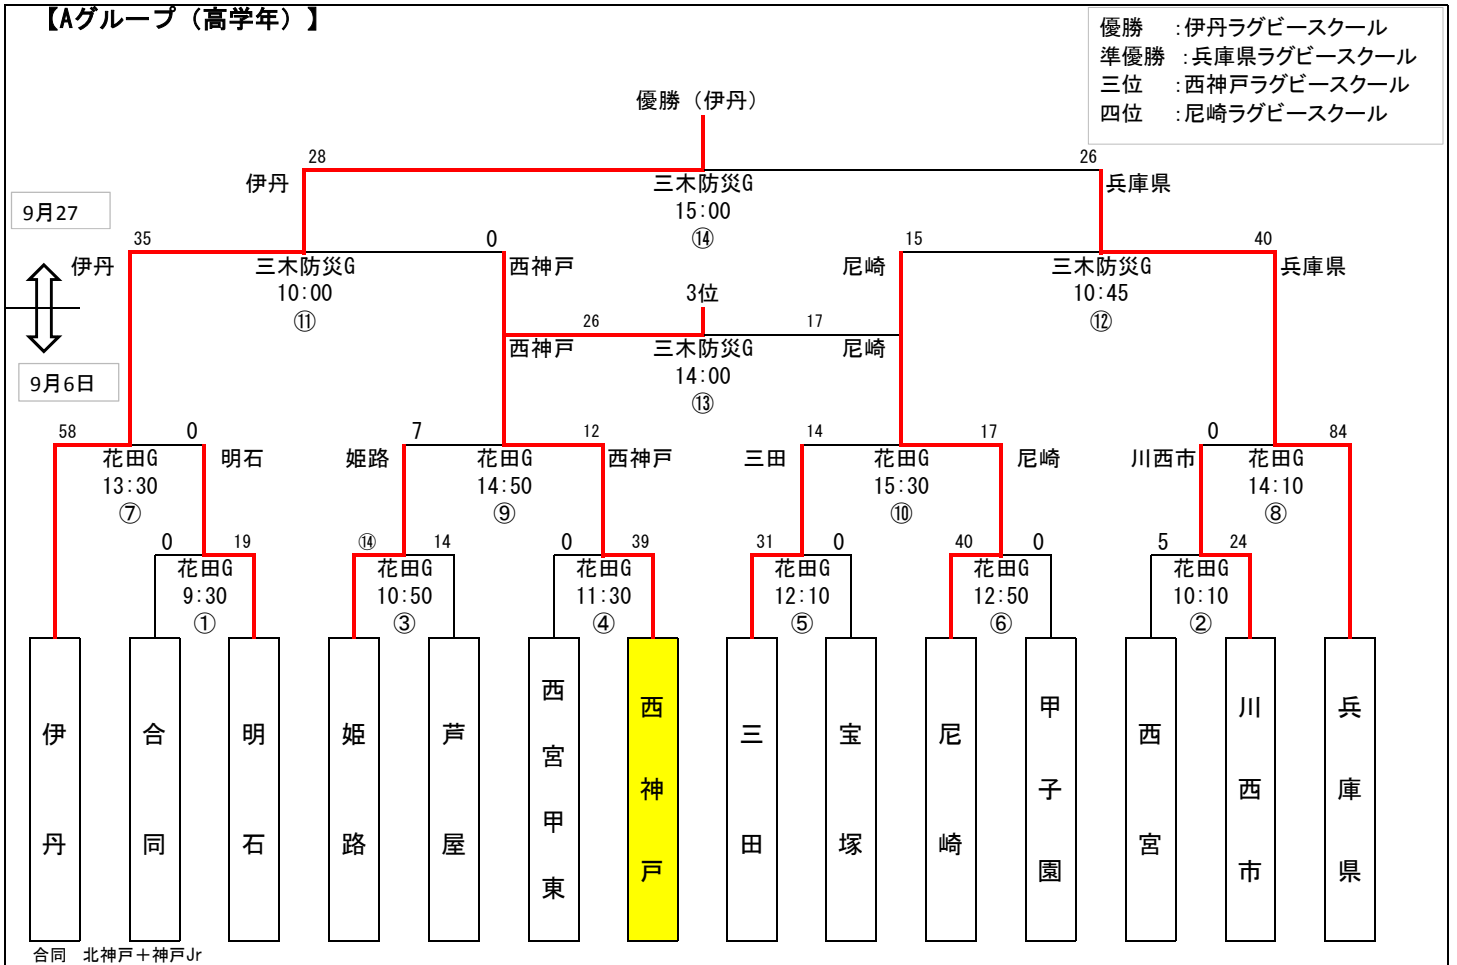 【Aグループ（高学年）】
優勝　：伊丹ラグビースクール
準優勝　：兵庫県ラグビースクール
三位　：西神戸ラグビースクール
四位　：尼崎ラグビースクール
優勝（伊丹）
28
26
伊丹
三木防災G
兵庫県
15:00
⑭
9月27
35
0
15
40
伊丹
三木防災G
西神戸
尼崎
三木防災G
兵庫県
10:00
3位
10:45
⑪
26
17
⑫
西神戸
三木防災G
尼崎
14:00
⑬
9月6日
58
0
7
12
14
17
0
84
花田G
明石
姫路
花田G
西神戸
三田
花田G
尼崎
川西市
花田G
13:30
14:50
15:30
14:10
⑦
⑨
⑩
⑧
0
19
⑭
14
0
39
31
0
40
0
5
24
花田G
花田G
花田G
花田G
花田G
花田G
9:30
10:50
11:30
12:10
12:50
10:10
①
③
④
⑤
⑥
②
伊丹
合同
明石
姫路
芦屋
西宮甲東
西神戸
三田
宝塚
尼崎
甲子園
西宮
川西市
兵庫県
合同　北神戸＋神戸Jr